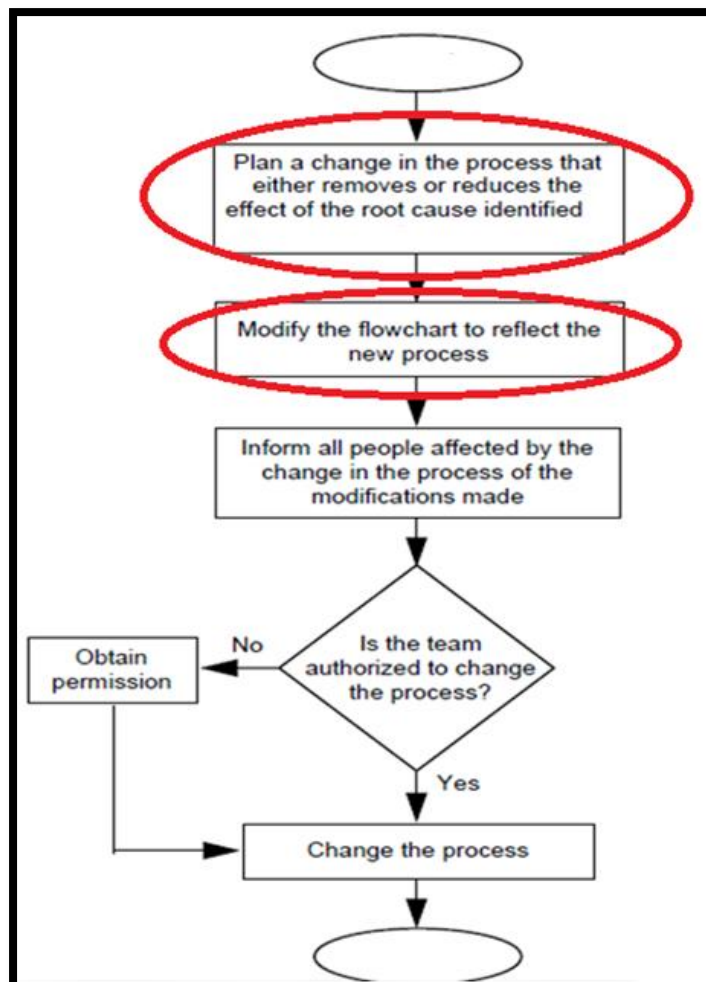 Plan a change in the process that
either removes or reduces the
effect of the root cause identified
Modify the flowchart to reflect the
new process
Inform all people affected by the
change in the process of the
modifications made
Is the team
authorized to change
the process?
No
Obtain
permission
Yes
Change the process